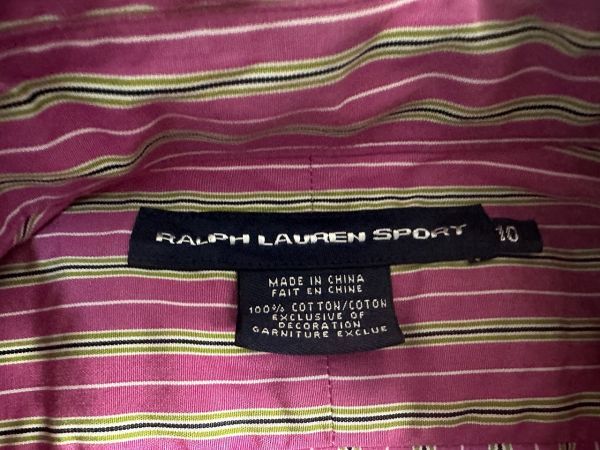 RALPH LAUREN SPORT
10
MADE IN CHINA
FAIT EN CHINE
100% COTTON/COTON
EXCLUSIVE OF
DECORATION
GARNITURE EXCLUE